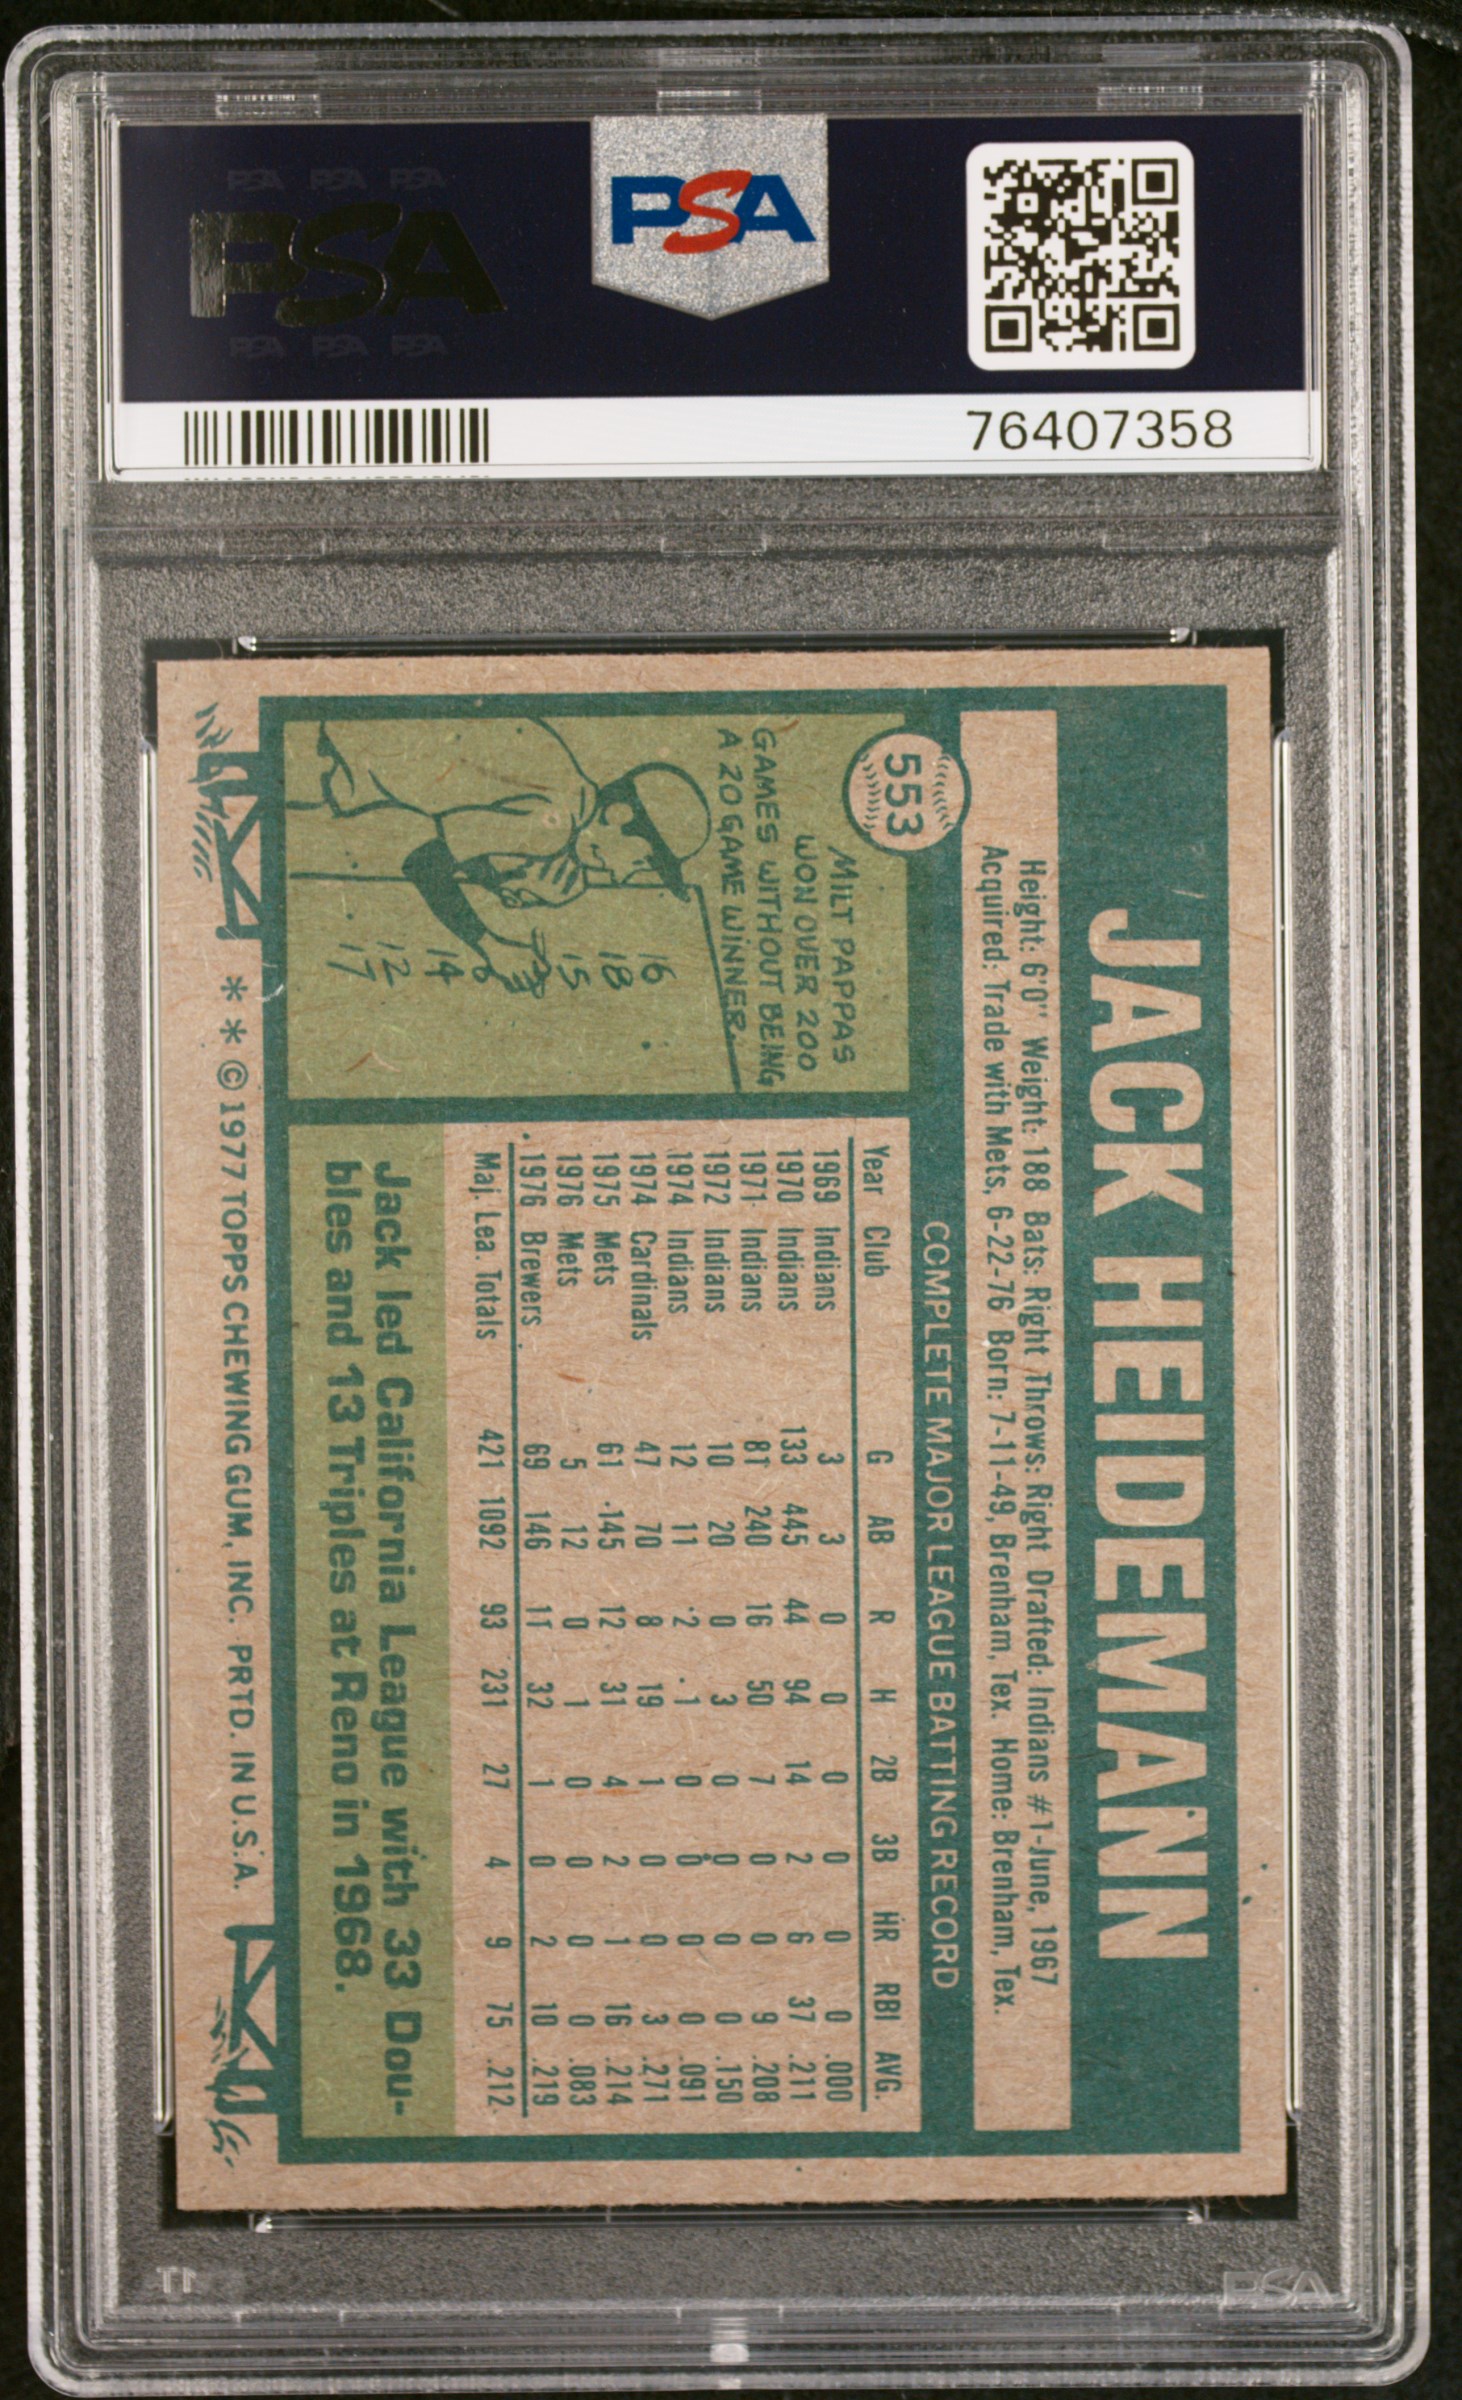 PSA PSA PSA
PSA
PSA PSA PSA
PSA
76407358
JACK HEIDEMANN
553
Height: 6'0" Weight: 188 Bats: Right Throws: Right Drafted: Indians #1-June, 1967
Acquired: Trade with Mets, 6-22-76 Born: 7-11-49, Brenham, Tex. Home: Brenham, Tex.
MILT PAPPAS
WON OVER 200
GAMES WITHOUT BEING
A 20 GAME WINNER.
16
18
15
14
12
17
COMPLETE MAJOR LEAGUE BATTING RECORD
Year Club G AB R H 2B 3B HR RBI AVG.
1969 Indians 3 3 0 0 0 0 0 0 .000
1970 Indians 133 445 44 94 14 2 6 37 .211
1971 Indians 81 240 16 50 7 0 0 9 .208
1972 Indians 10 20 0 3 0 0 0 0 .150
1974 Indians 12 11 2 1 0 0 0 0 .091
1974 Cardinals 47 70 8 19 1 0 0 3 .271
1975 Mets 61 145 12 31 4 2 1 16 .214
1976 Mets 5 12 0 1 0 0 0 0 .083
1976 Brewers 69 146 11 32 1 0 2 10 .219
Maj. Lea. Totals 421 1092 93 231 27 4 9 75 .212
Jack led California League with 33 Dou-
bles and 13 Triples at Reno in 1968.
* * © 1977 TOPPS CHEWING GUM, INC. PRTD. IN U.S.A.
PSA